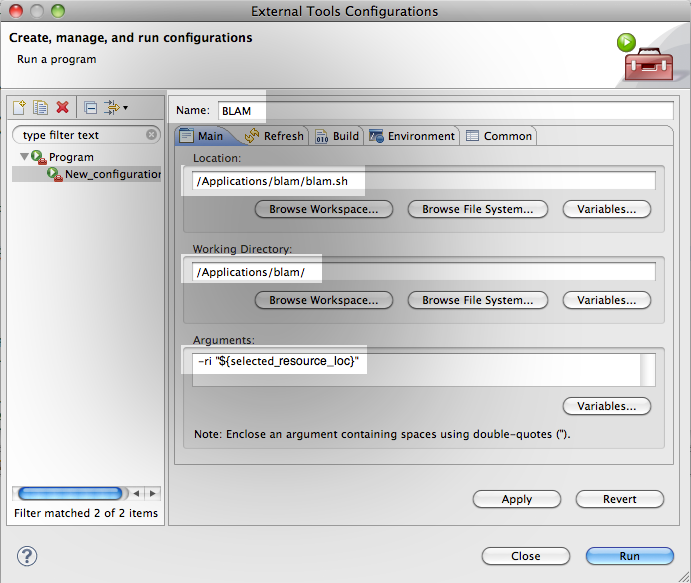 External Tools Configurations
Create, manage, and run configurations
Run a program
type filter text
Program
New_configuration
Filter matched 2 of 2 items
Name: BLAM
Main Refresh Build Environment Common
Location:
/Applications/blam/blam.sh
Browse Workspace... Browse File System... Variables...
Working Directory:
/Applications/blam/
Browse Workspace... Browse File System... Variables...
Arguments:
-ri "${selected_resource_loc}"
Variables...
Note: Enclose an argument containing spaces using double-quotes (").
Apply Revert
? Close Run